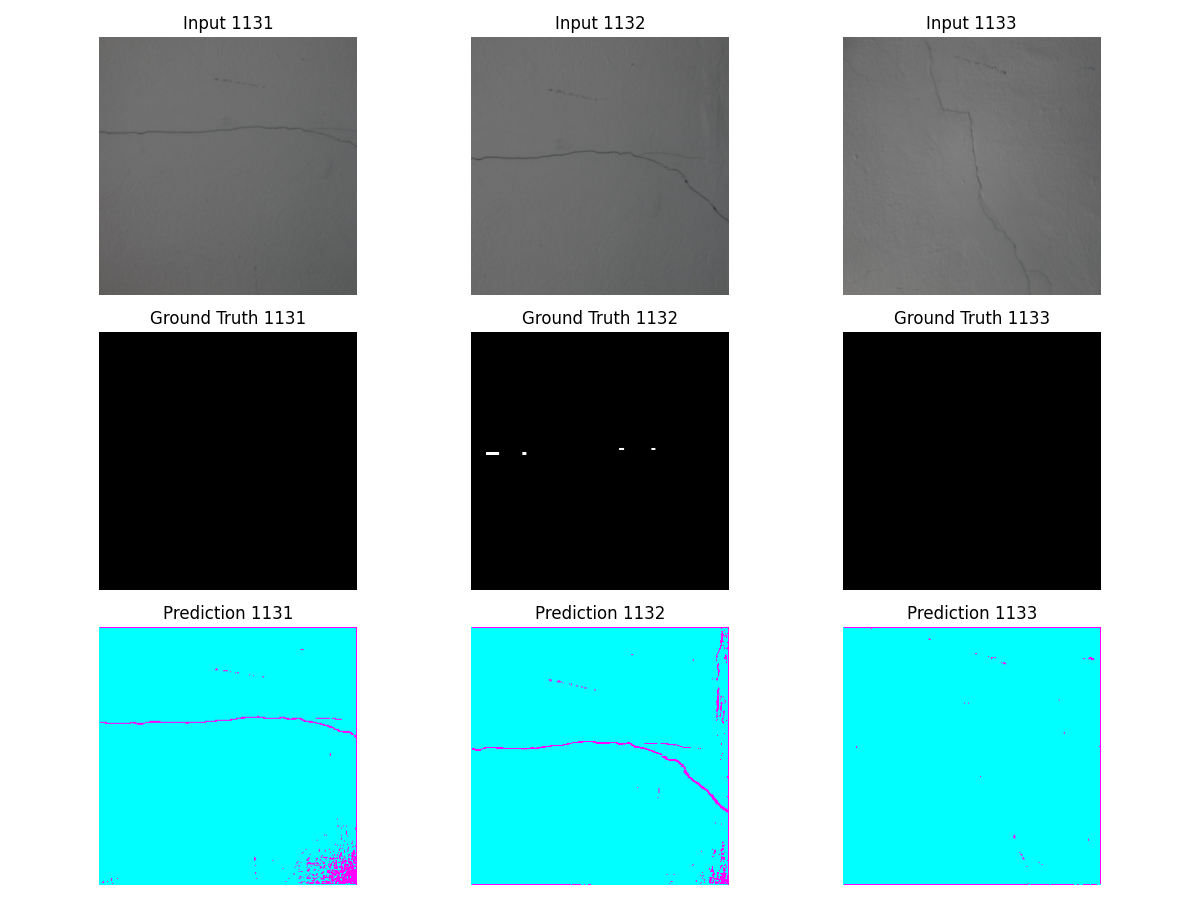 Input 1131
Input 1132
Input 1133
Ground Truth 1131
Ground Truth 1132
Ground Truth 1133
Prediction 1131
Prediction 1132
Prediction 1133